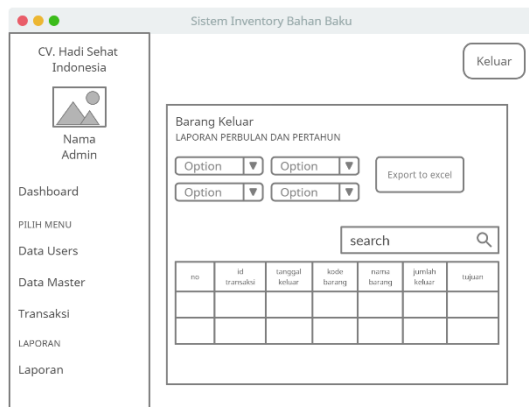 Sistem Inventory Bahan Baku
CV. Hadi Sehat
Indonesia
Nama
Admin
Dashboard
PILIH MENU
Data Users
Data Master
Transaksi
LAPORAN
Laporan
Keluar
Barang Keluar
LAPORAN PERBULAN DAN PERTAHUN
Option Option
Option Option
Export to excel
search
no id transaksi tanggal keluar kode barang nama barang jumlah keluar tujuan